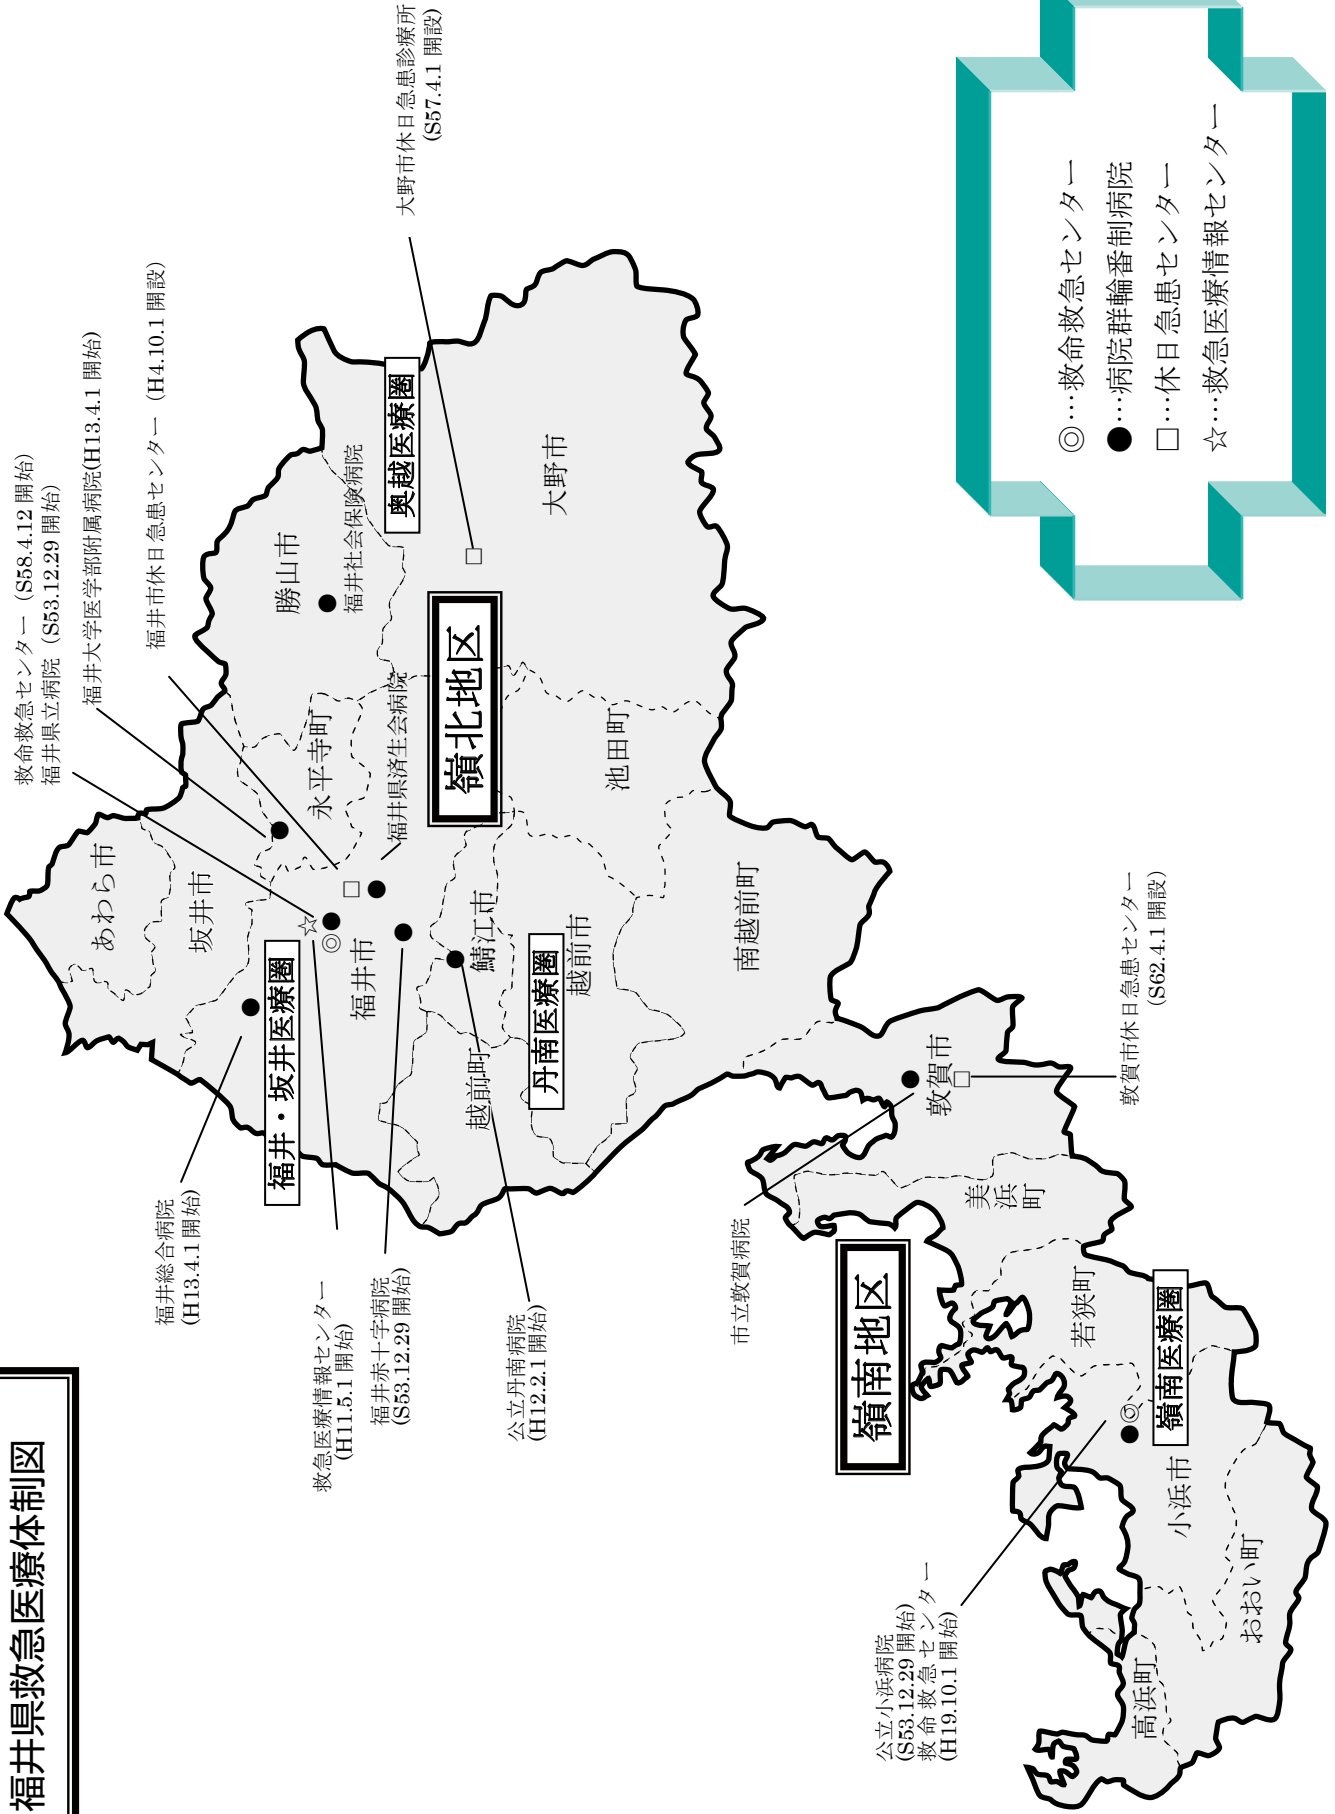 福井県救急医療体制図
救命救急センター（S58.4.12 開始）
福井県立病院（S53.12.29 開始）
福井大学医学部附属病院(H13.4.1 開始)
福井市休日急患センター（H4.10.1 開設）
大野市休日急患診療所
(S57.4.1 開設)
福井総合病院
(H13.4.1 開始)
救急医療情報センター
(H11.5.1 開始)
福井赤十字病院
(S53.12.29 開始)
公立丹南病院
(H12.2.1 開始)
市立敦賀病院
敦賀市休日急患センター
(S62.4.1 開設)
公立小浜病院
(S53.12.29 開始)
救命救急センター
(H19.10.1 開始)
あわら市
坂井市
永平寺町
勝山市
福井社会保険病院
奥越医療圏
大野市
福井・坂井医療圏
福井市
福井県済生会病院
嶺北地区
鯖江市
越前町
丹南医療圏
越前市
池田町
南越前町
敦賀市
美
浜
町
嶺南地区
若狭町
嶺南医療圏
小浜市
おおい町
高浜町
◎…救命救急センター
●…病院群輪番制病院
□…休日急患センター
☆…救急医療情報センター